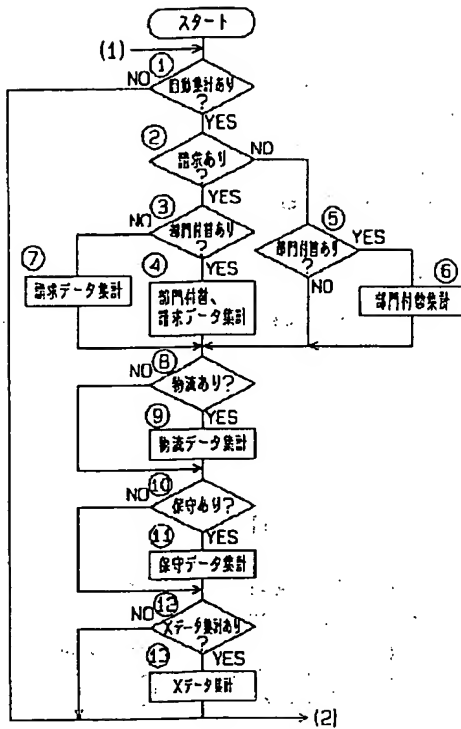 スタート
(1)
①
NO
自動集計あり
?
YES
②
NO
請求あり
?
YES
③
NO
部門付替あり
?
YES
⑤
部門付替あり
?
YES
NO
⑦
請求データ集計
④
部門付替、
請求データ集計
⑥
部門付替集計
⑧
NO
物流あり?
YES
⑨
物流データ集計
⑩
NO
保守あり?
YES
⑪
保守データ集計
⑫
NO
Xデータ集計あり
?
YES
⑬
Xデータ集計
(2)